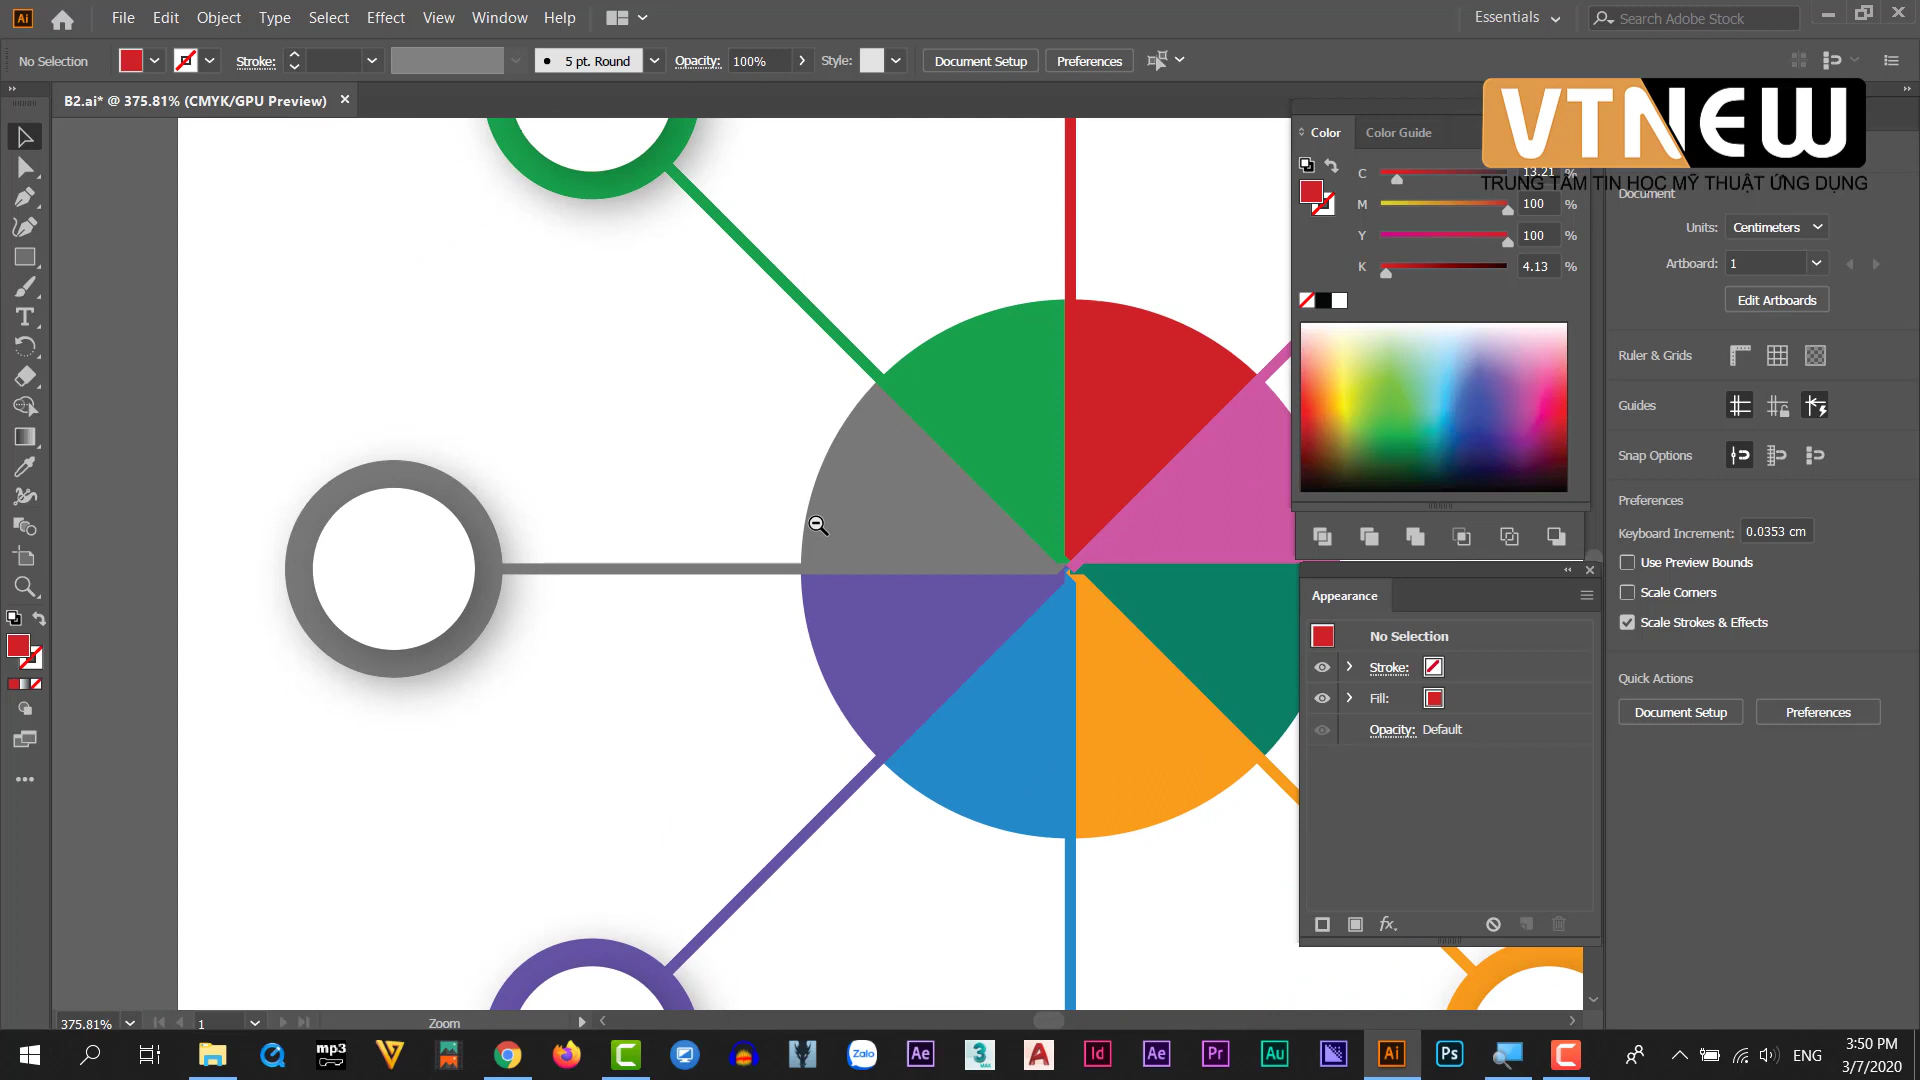 Ai
File Edit Object Type Select Effect View Window Help
Essentials
Search Adobe Stock
No Selection
Stroke:
5 pt. Round
Opacity: 100%
Style:
Document Setup
Preferences
B2.ai* @ 375.81% (CMYK/GPU Preview)
VTNEW
TRUNG TÂM TIN HỌC MỸ THUẬT ỨNG DỤNG
Color
Color Guide
C 13.21 %
M 100 %
Y 100 %
K 4.13 %
Document
Units: Centimeters
Artboard: 1
Edit Artboards
Ruler & Grids
Guides
Snap Options
Preferences
Keyboard Increment: 0.0353 cm
Use Preview Bounds
Scale Corners
Scale Strokes & Effects
Quick Actions
Document Setup
Preferences
Appearance
No Selection
Stroke:
Fill:
Opacity: Default
fx.
375.81%
1
Zoom
mp3
Zalo
Ae
3
MAX
A
Id
Ae
Pr
Au
Ai
Ps
ENG
3:50 PM
3/7/2020